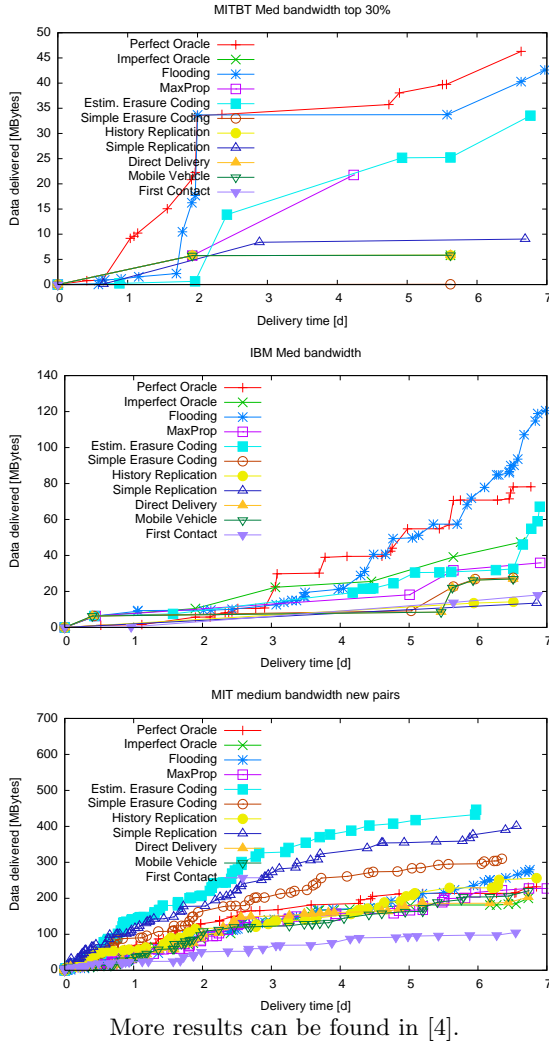 MITBT Med bandwidth top 30%
50
45
40
35
30
25
20
15
10
5
0
Data delivered [MBytes]
Perfect Oracle
Imperfect Oracle
Flooding
MaxProp
Estim. Erasure Coding
Simple Erasure Coding
History Replication
Simple Replication
Direct Delivery
Mobile Vehicle
First Contact
0 1 2 3 4 5 6 7
Delivery time [d]
IBM Med bandwidth
140
120
100
80
60
40
20
0
Data delivered [MBytes]
Perfect Oracle
Imperfect Oracle
Flooding
MaxProp
Estim. Erasure Coding
Simple Erasure Coding
History Replication
Simple Replication
Direct Delivery
Mobile Vehicle
First Contact
0 1 2 3 4 5 6 7
Delivery time [d]
MIT medium bandwidth new pairs
700
600
500
400
300
200
100
0
Data delivered [MBytes]
Perfect Oracle
Imperfect Oracle
Flooding
MaxProp
Estim. Erasure Coding
Simple Erasure Coding
History Replication
Simple Replication
Direct Delivery
Mobile Vehicle
First Contact
0 1 2 3 4 5 6 7
Delivery time [d]
More results can be found in [4].